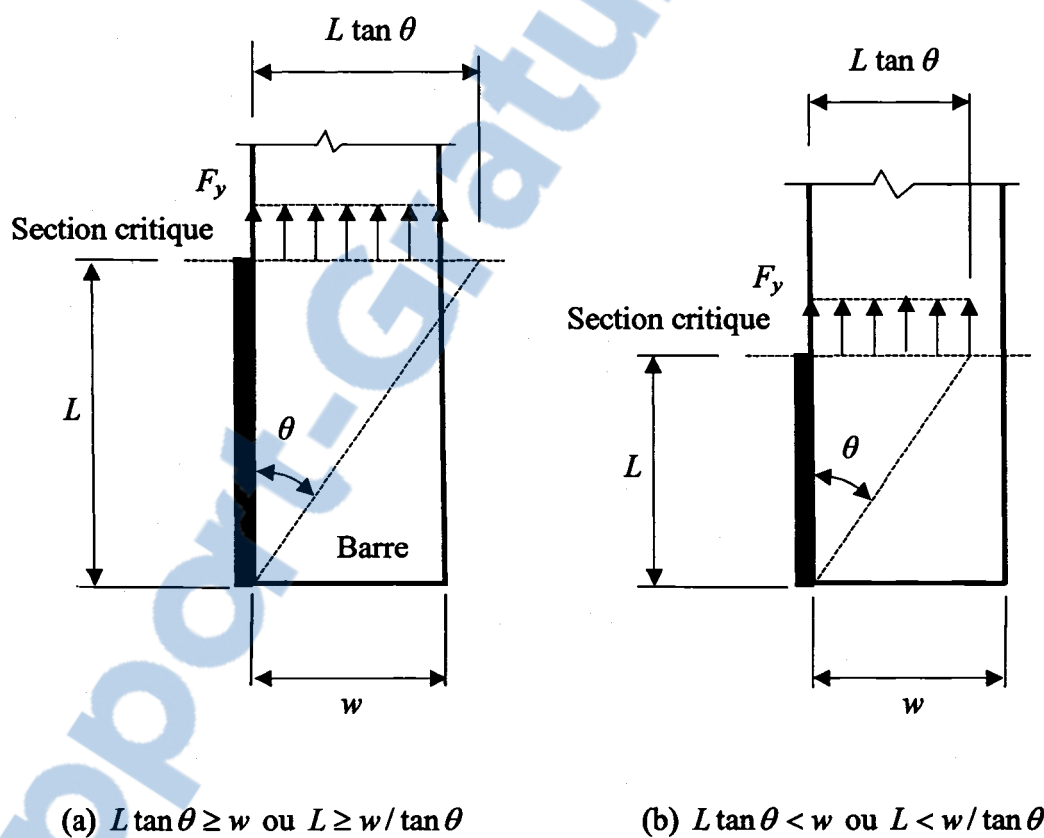 L tan θ
L tan θ
F_y
Section critique
F_y
Section critique
L
θ
L
θ
Barre
w
w
(a) L tan θ ≥ w ou L ≥ w / tan θ
(b) L tan θ < w ou L < w / tan θ